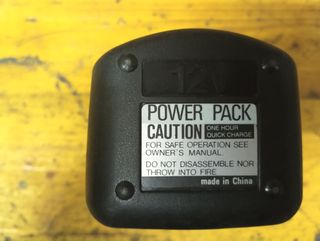 12V
POWER PACK
CAUTION ONE HOUR
QUICK CHARGE
FOR SAFE OPERATION SEE
OWNER'S MANUAL.
DO NOT DISASSEMBLE NOR
THROW INTO FIRE
made in China